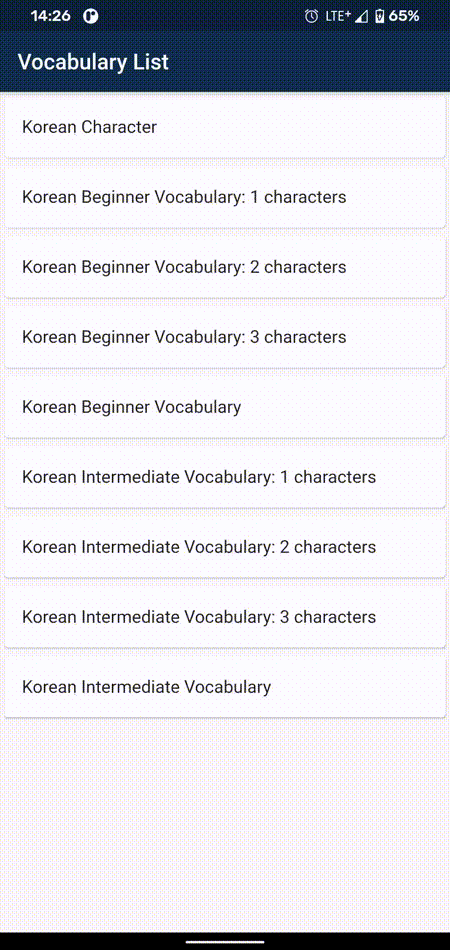 14:26 LTE+ 65%
Vocabulary List
Korean Character
Korean Beginner Vocabulary: 1 characters
Korean Beginner Vocabulary: 2 characters
Korean Beginner Vocabulary: 3 characters
Korean Beginner Vocabulary
Korean Intermediate Vocabulary: 1 characters
Korean Intermediate Vocabulary: 2 characters
Korean Intermediate Vocabulary: 3 characters
Korean Intermediate Vocabulary